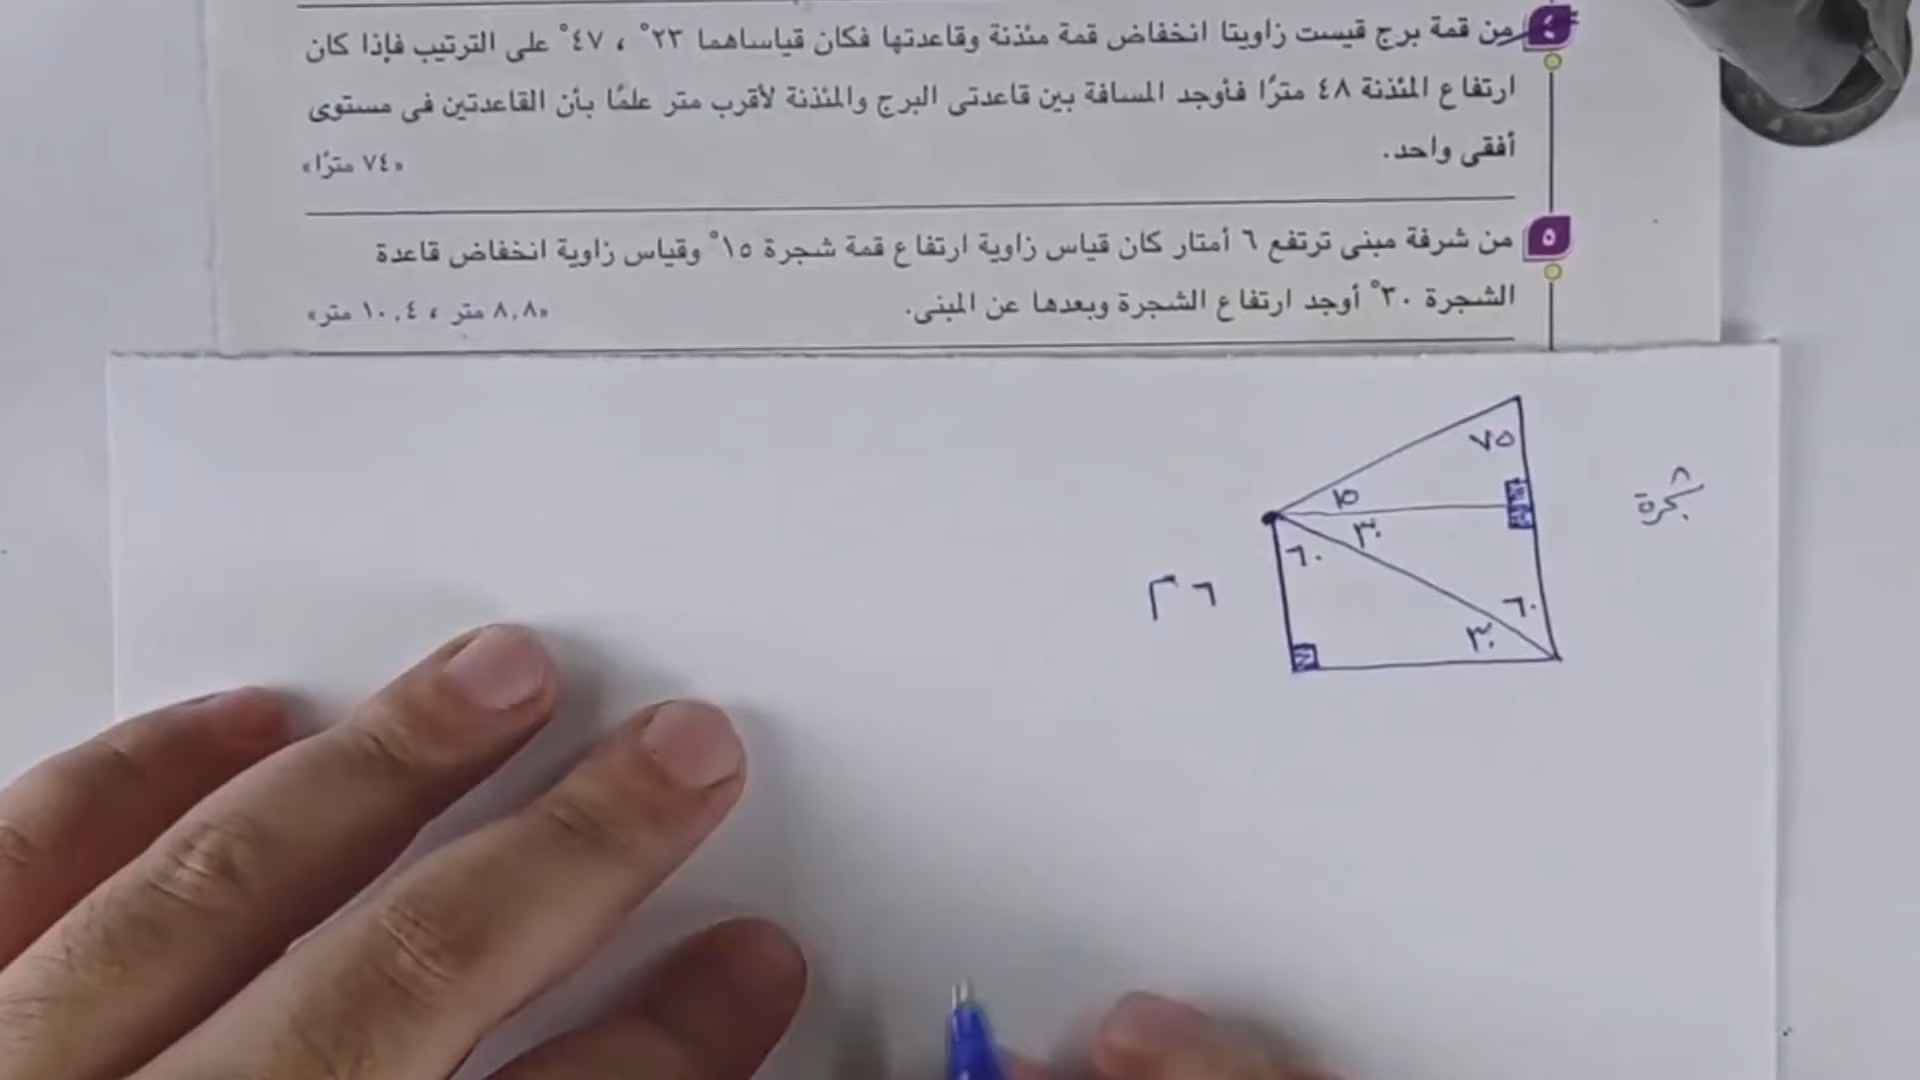 ٤ من قمة برج قيست زاويتا انخفاض قمة مئذنة وقاعدتها فكان قياساهما ٢٣° ، ٤٧° على الترتيب فإذا كان
ارتفاع المئذنة ٤٨ مترًا فأوجد المسافة بين قاعدتى البرج والمئذنة لأقرب متر علمًا بأن القاعدتين فى مستوى
أفقى واحد.
«٧٤ مترًا»
٥ من شرفة مبنى ترتفع ٦ أمتار كان قياس زاوية ارتفاع قمة شجرة ١٥° وقياس زاوية انخفاض قاعدة
الشجرة ٣٠° أوجد ارتفاع الشجرة وبعدها عن المبنى.
«٨,٨ متر ، ١٠,٤ متر»
٧٥
١٥
٣٠
٦٠
٦٠
٣٠
٦م
شجرة